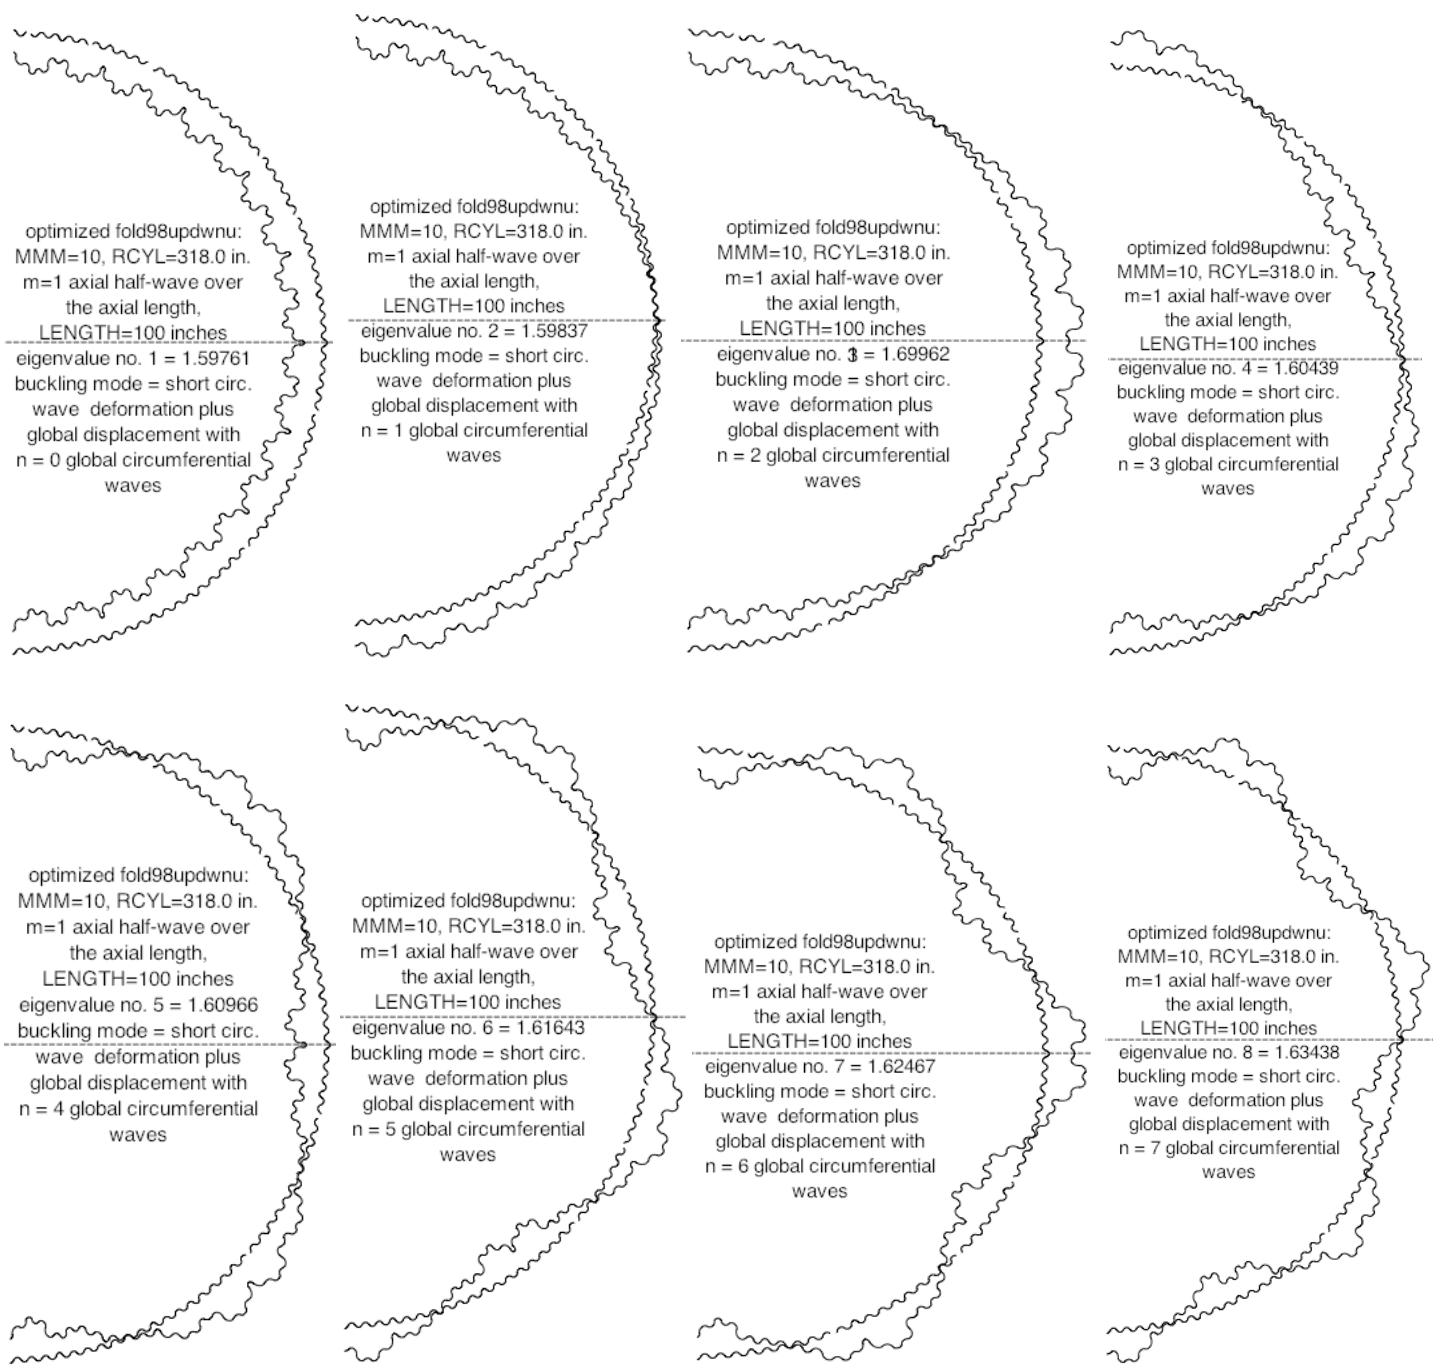 optimized fold98updwnu:
MMM=10, RCYL=318.0 in.
m=1 axial half-wave over
the axial length,
LENGTH=100 inches
eigenvalue no. 1 = 1.59761
buckling mode = short circ.
wave deformation plus
global displacement with
n = 0 global circumferential
waves
optimized fold98updwnu:
MMM=10, RCYL=318.0 in.
m=1 axial half-wave over
the axial length,
LENGTH=100 inches
eigenvalue no. 2 = 1.59837
buckling mode = short circ.
wave deformation plus
global displacement with
n = 1 global circumferential
waves
optimized fold98updwnu:
MMM=10, RCYL=318.0 in.
m=1 axial half-wave over
the axial length,
LENGTH=100 inches
eigenvalue no. 3 = 1.69962
buckling mode = short circ.
wave deformation plus
global displacement with
n = 2 global circumferential
waves
optimized fold98updwnu:
MMM=10, RCYL=318.0 in.
m=1 axial half-wave over
the axial length,
LENGTH=100 inches
eigenvalue no. 4 = 1.60439
buckling mode = short circ.
wave deformation plus
global displacement with
n = 3 global circumferential
waves
optimized fold98updwnu:
MMM=10, RCYL=318.0 in.
m=1 axial half-wave over
the axial length,
LENGTH=100 inches
eigenvalue no. 5 = 1.60966
buckling mode = short circ.
wave deformation plus
global displacement with
n = 4 global circumferential
waves
optimized fold98updwnu:
MMM=10, RCYL=318.0 in.
m=1 axial half-wave over
the axial length,
LENGTH=100 inches
eigenvalue no. 6 = 1.61643
buckling mode = short circ.
wave deformation plus
global displacement with
n = 5 global circumferential
waves
optimized fold98updwnu:
MMM=10, RCYL=318.0 in.
m=1 axial half-wave over
the axial length,
LENGTH=100 inches
eigenvalue no. 7 = 1.62467
buckling mode = short circ.
wave deformation plus
global displacement with
n = 6 global circumferential
waves
optimized fold98updwnu:
MMM=10, RCYL=318.0 in.
m=1 axial half-wave over
the axial length,
LENGTH=100 inches
eigenvalue no. 8 = 1.63438
buckling mode = short circ.
wave deformation plus
global displacement with
n = 7 global circumferential
waves